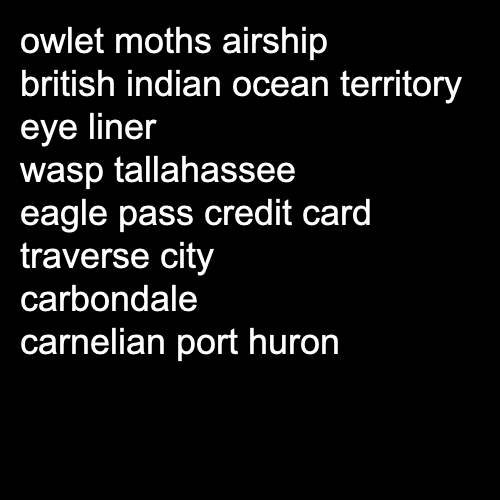 owlet moths airship
british indian ocean territory
eye liner
wasp tallahassee
eagle pass credit card
traverse city
carbondale
carnelian port huron